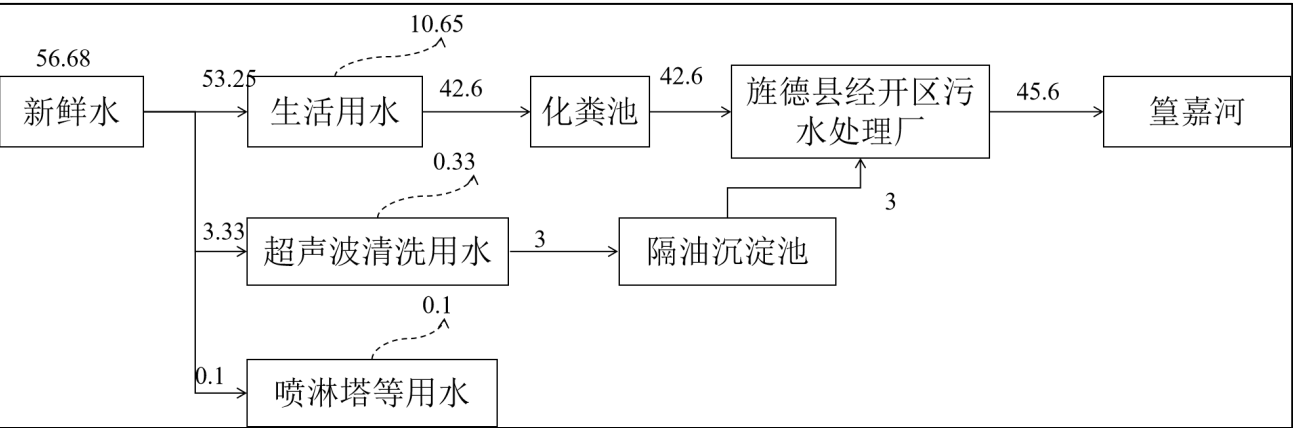 10.65
56.68
53.25
新鲜水
生活用水
42.6
化粪池
42.6
旌德县经开区污
水处理厂
45.6
篁嘉河
0.33
3.33
超声波清洗用水
3
隔油沉淀池
3
0.1
0.1
喷淋塔等用水